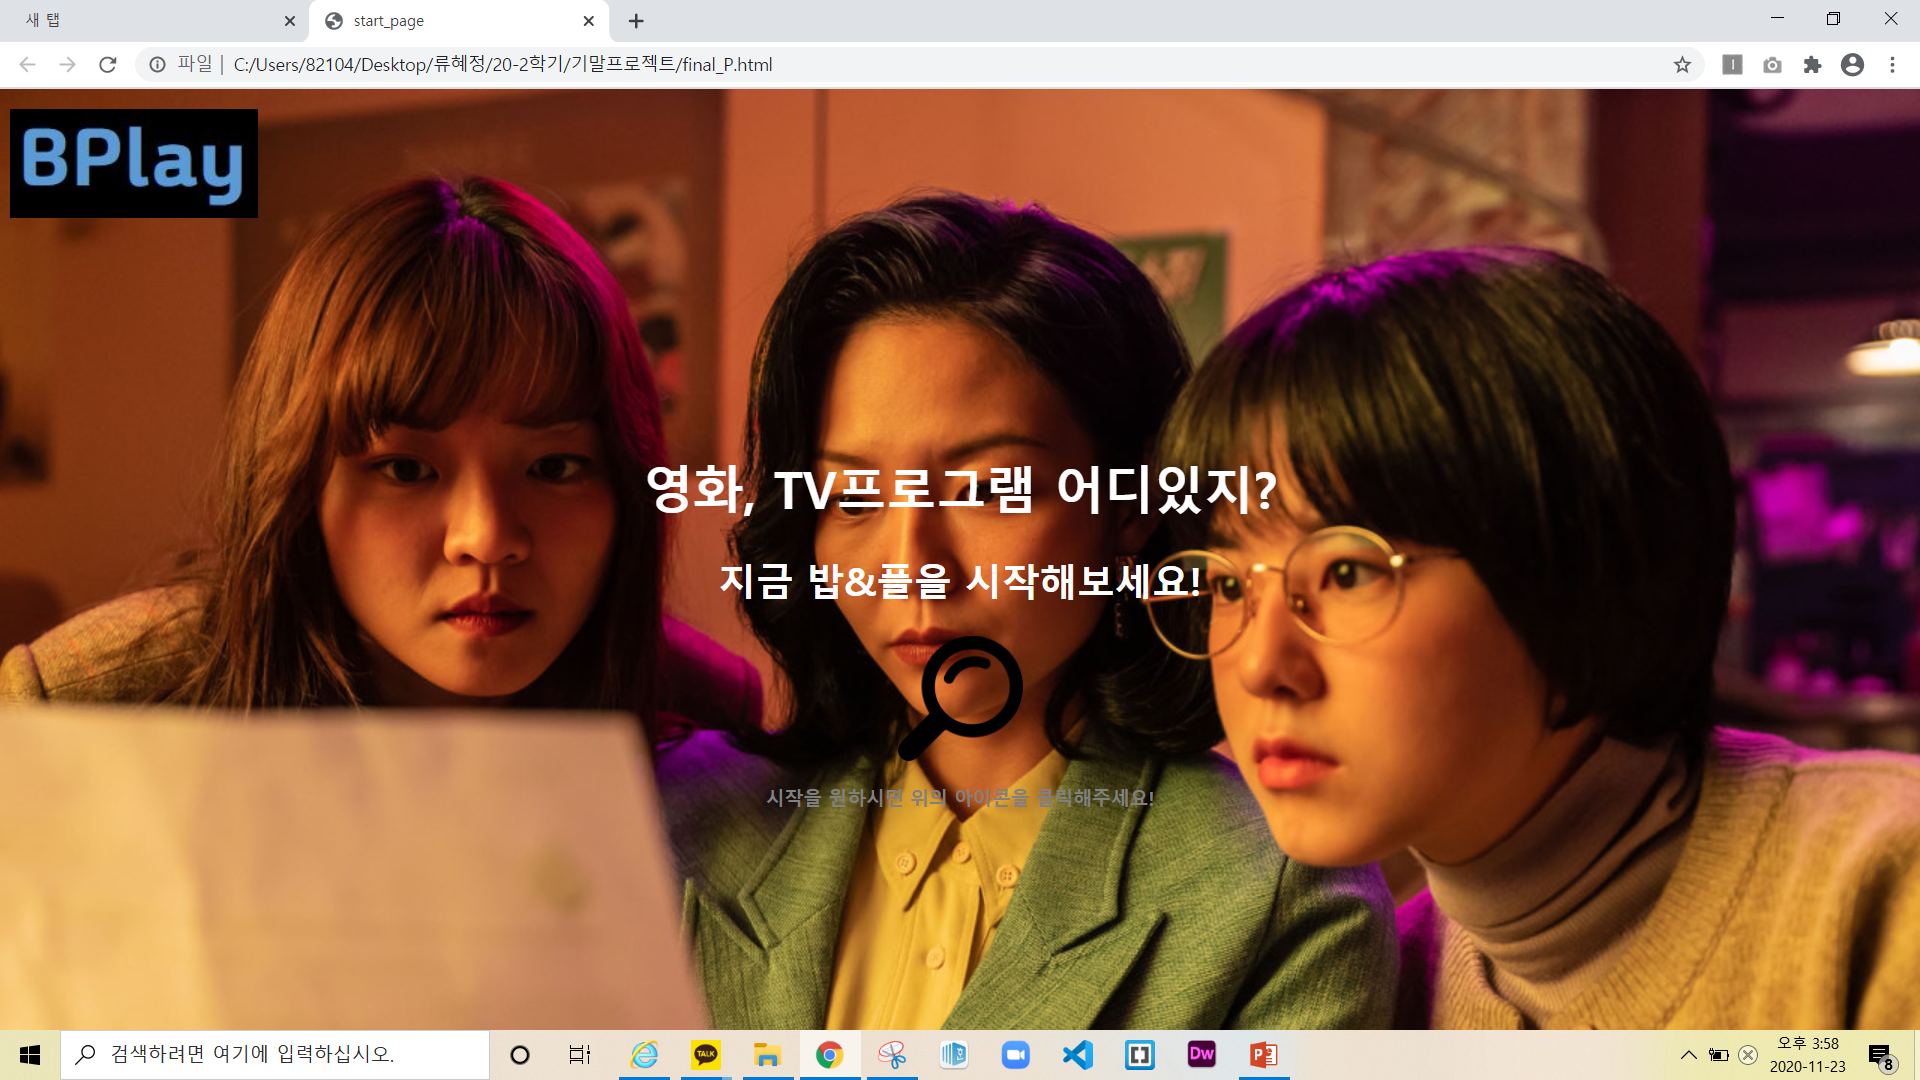 새 탭
start_page
파일 | C:/Users/82104/Desktop/류혜정/20-2학기/기말프로젝트/final_P.html
BPlay
영화, TV프로그램 어디있지?
지금 밥&플을 시작해보세요!
시작을 원하시면 위의 아이콘을 클릭해주세요!
검색하려면 여기에 입력하십시오.
TALK
Dw
오후 3:58
2020-11-23
8